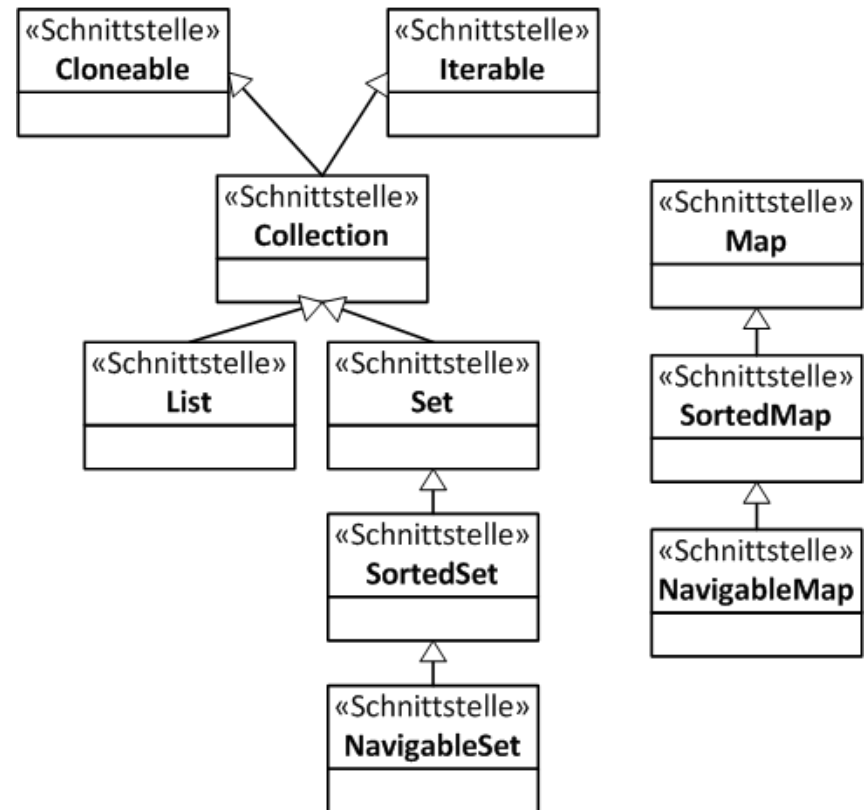 «Schnittstelle»
Cloneable
«Schnittstelle»
Iterable
«Schnittstelle»
Collection
«Schnittstelle»
Map
«Schnittstelle»
List
«Schnittstelle»
Set
«Schnittstelle»
SortedMap
«Schnittstelle»
SortedSet
«Schnittstelle»
NavigableMap
«Schnittstelle»
NavigableSet